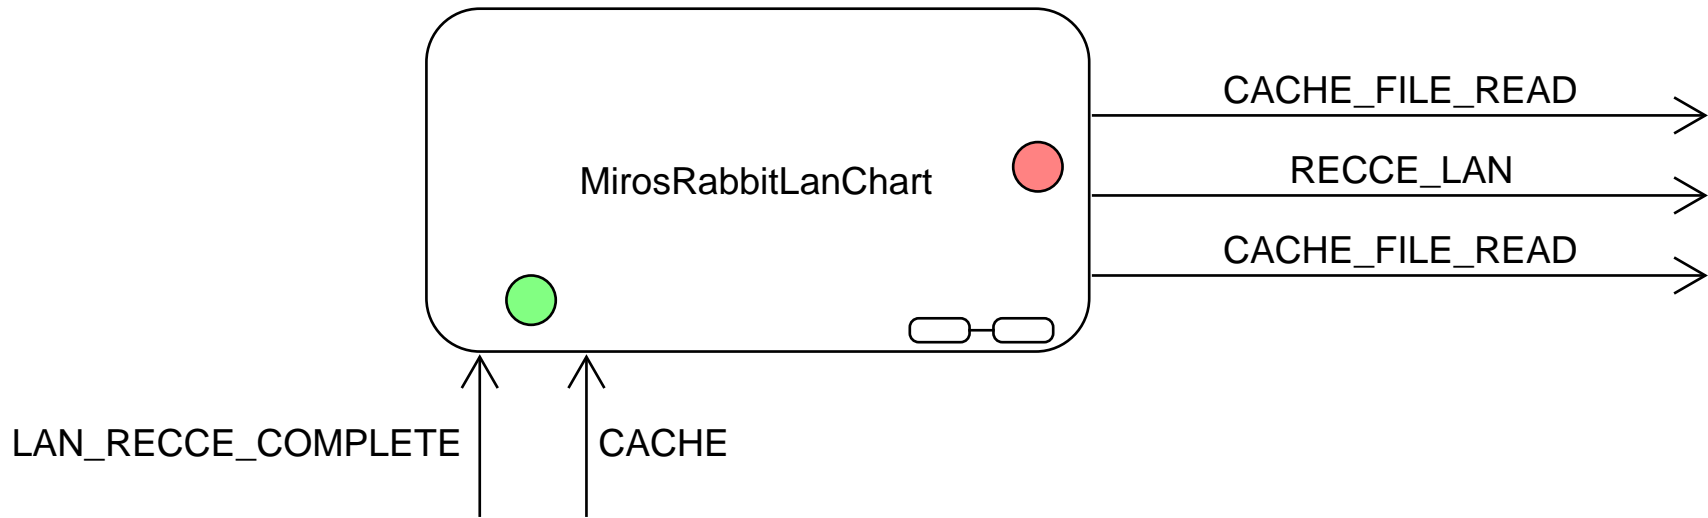 CACHE_FILE_READ
MirosRabbitLanChart
RECCE_LAN
CACHE_FILE_READ
LAN_RECCE_COMPLETE
CACHE